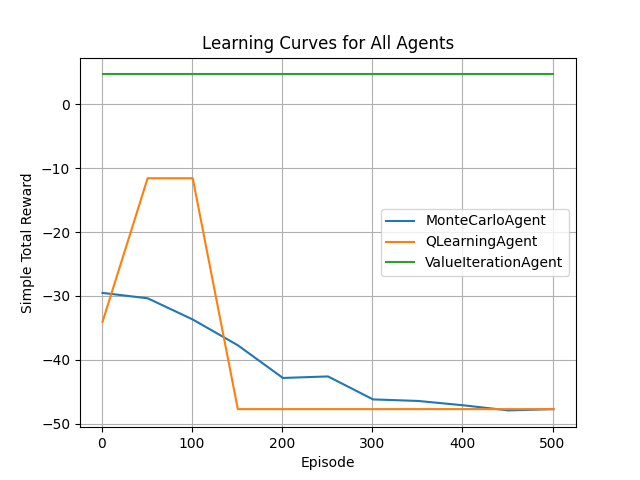 Learning Curves for All Agents
Simple Total Reward
0
−10
−20
−30
−40
−50
MonteCarloAgent
QLearningAgent
ValueIterationAgent
0 100 200 300 400 500
Episode